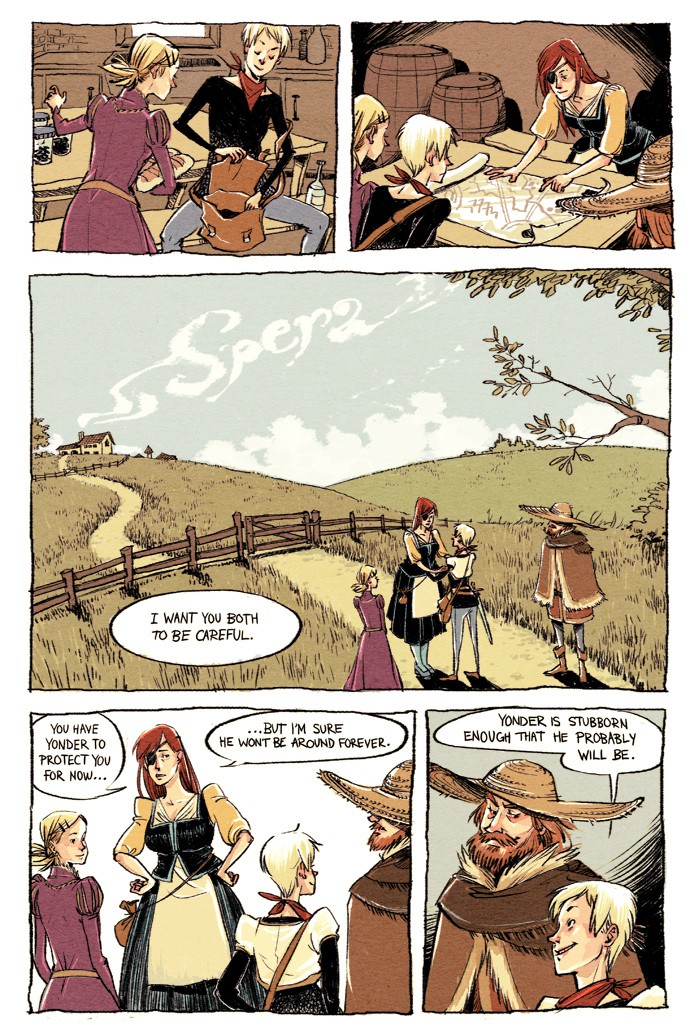 Spera
I WANT YOU BOTH
TO BE CAREFUL.
YOU HAVE
YONDER TO
PROTECT YOU
FOR NOW...
...BUT I'M SURE
HE WON'T BE AROUND FOREVER.
YONDER IS STUBBORN
ENOUGH THAT HE PROBABLY
WILL BE.